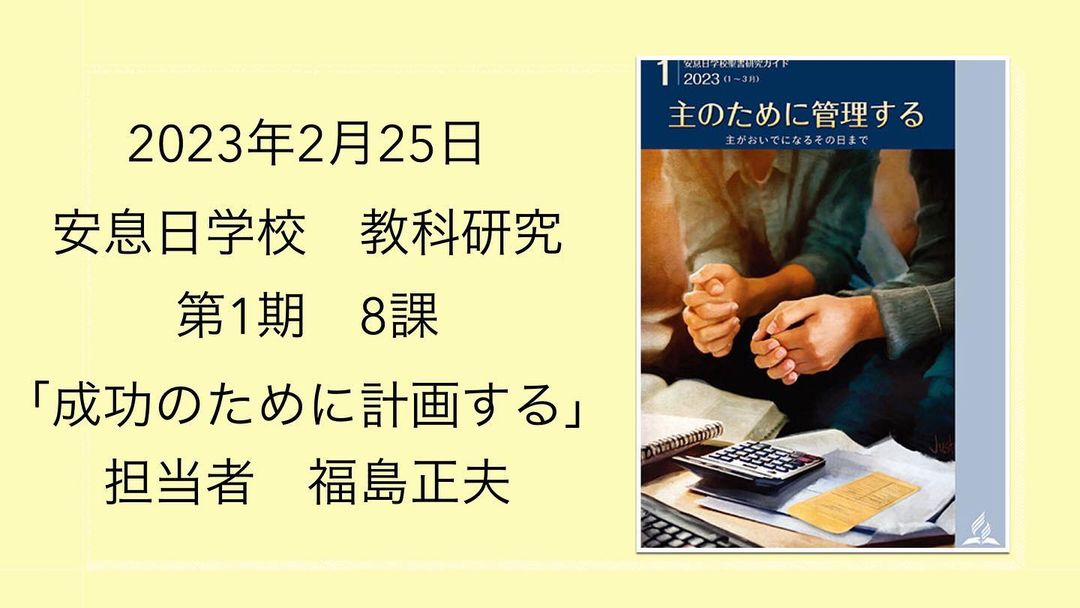 2023年2月25日
安息日学校　教科研究
第1期　8課
「成功のために計画する」
担当者　福島正夫
1
安息日学校聖書研究ガイド
2023（1〜3月）
主のために管理する
主がおいでになるその日まで